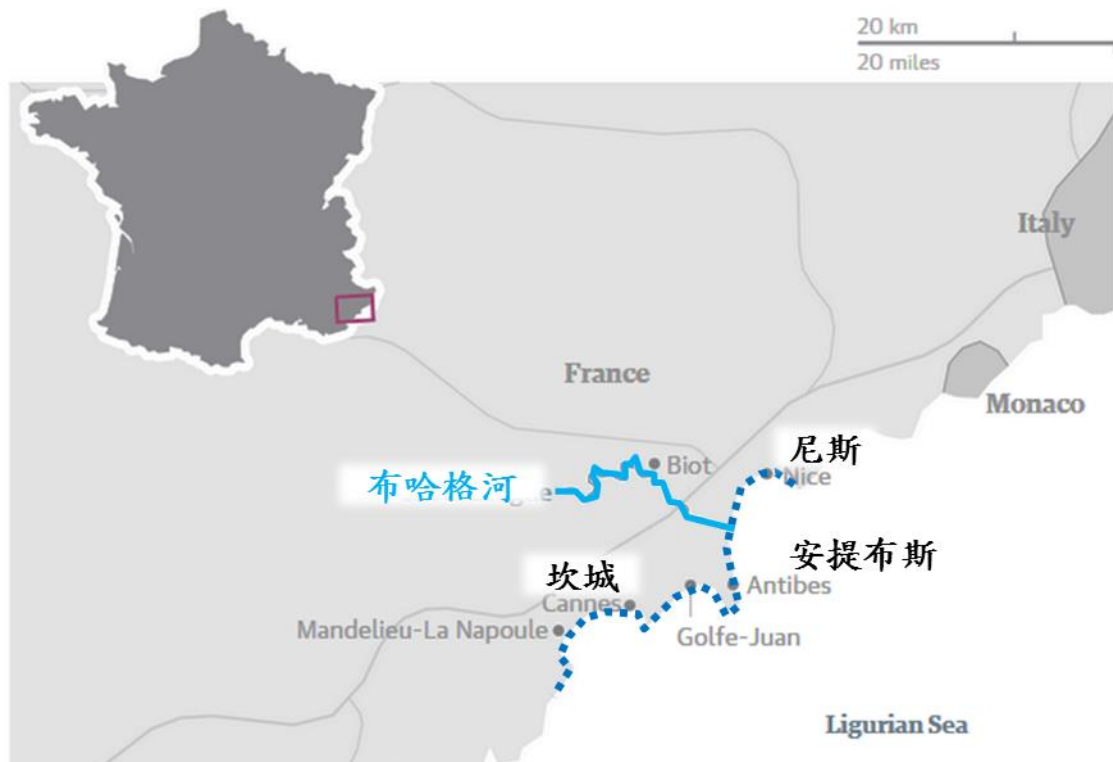 20 km
20 miles
Italy
France
Monaco
尼斯
Biot
Nice
布哈格河
安提布斯
坎城
Antibes
Cannes
Mandelieu-La Napoule
Golfe-Juan
Ligurian Sea